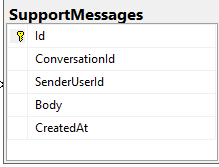 SupportMessages
Id
ConversationId
SenderUserId
Body
CreatedAt